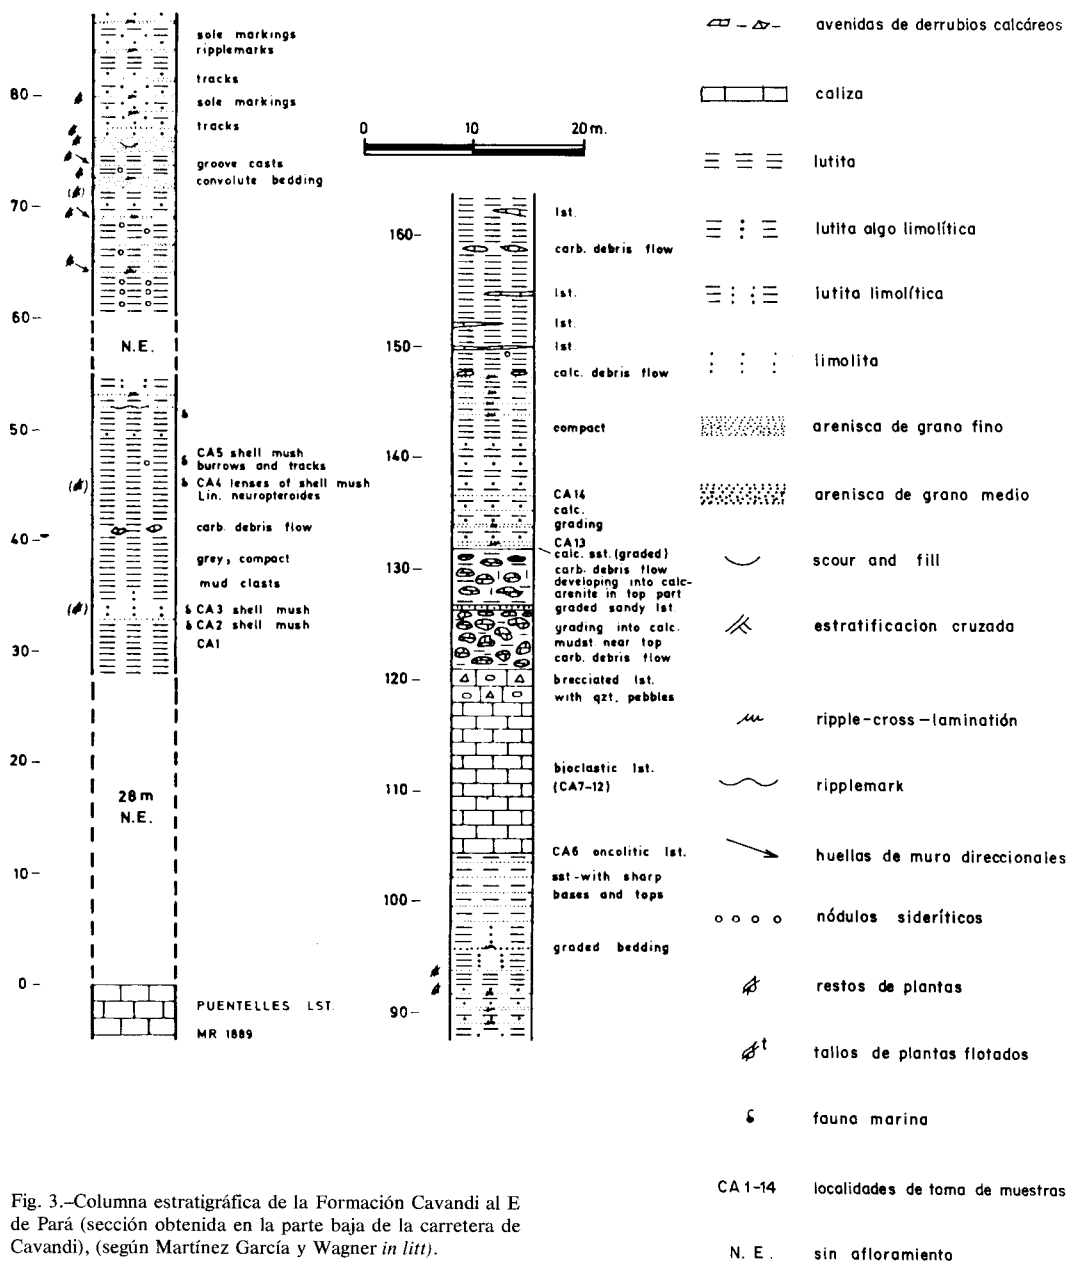 sole markings
ripplemarks
tracks
80 –
sole markings
tracks
groove casts
convolute bedding
70 –
60 –
N.E.
50 –
CA5 shell mush
burrows and tracks
CA4 lenses of shell mush
Lin. neuropteroides
carb. debris flow
40 –
grey, compact
mud clasts
CA3 shell mush
CA2 shell mush
CA1
30 –
20 –
28 m
N.E.
10 –
0 –
PUENTELLES LST.
MR 1889
0 10 20 m.
lst.
160 –
carb. debris flow
lst.
lst.
150 –
lst.
calc. debris flow
compact
140 –
CA14
calc.
grading
CA13
calc. sst. (graded)
130 –
carb. debris flow
developing into calc-
arenite in top part
graded sandy lst.
grading into calc.
mudst. near top
carb. debris flow
120 –
brecciated lst.
with qzt. pebbles
bioclastic lst.
110 –
(CA7-12)
CA6 oncolitic lst.
sst-with sharp
bases and tops
100 –
graded bedding
90 –
avenidas de derrubios calcáreos
caliza
lutita
lutita algo limolítica
lutita limolítica
limolita
arenisca de grano fino
arenisca de grano medio
scour and fill
estratificacion cruzada
ripple-cross-laminatión
ripplemark
huellas de muro direccionales
nódulos sideríticos
restos de plantas
t tallos de plantas flotados
fauna marina
CA 1-14 localidades de toma de muestras
N. E. sin afloramiento
Fig. 3.–Columna estratigráfica de la Formación Cavandi al E
de Pará (sección obtenida en la parte baja de la carretera de
Cavandi), (según Martínez García y Wagner in litt).